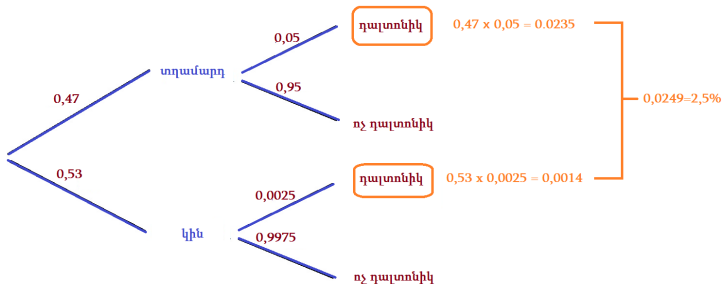 0,05
դալտոնիկ
0,47 x 0,05 = 0.0235
0,47
տղամարդ
0,95
0,0249=2,5%
ոչ դալտոնիկ
0,53
դալտոնիկ
0,53 x 0,0025 = 0,0014
0,0025
կին
0,9975
ոչ դալտոնիկ